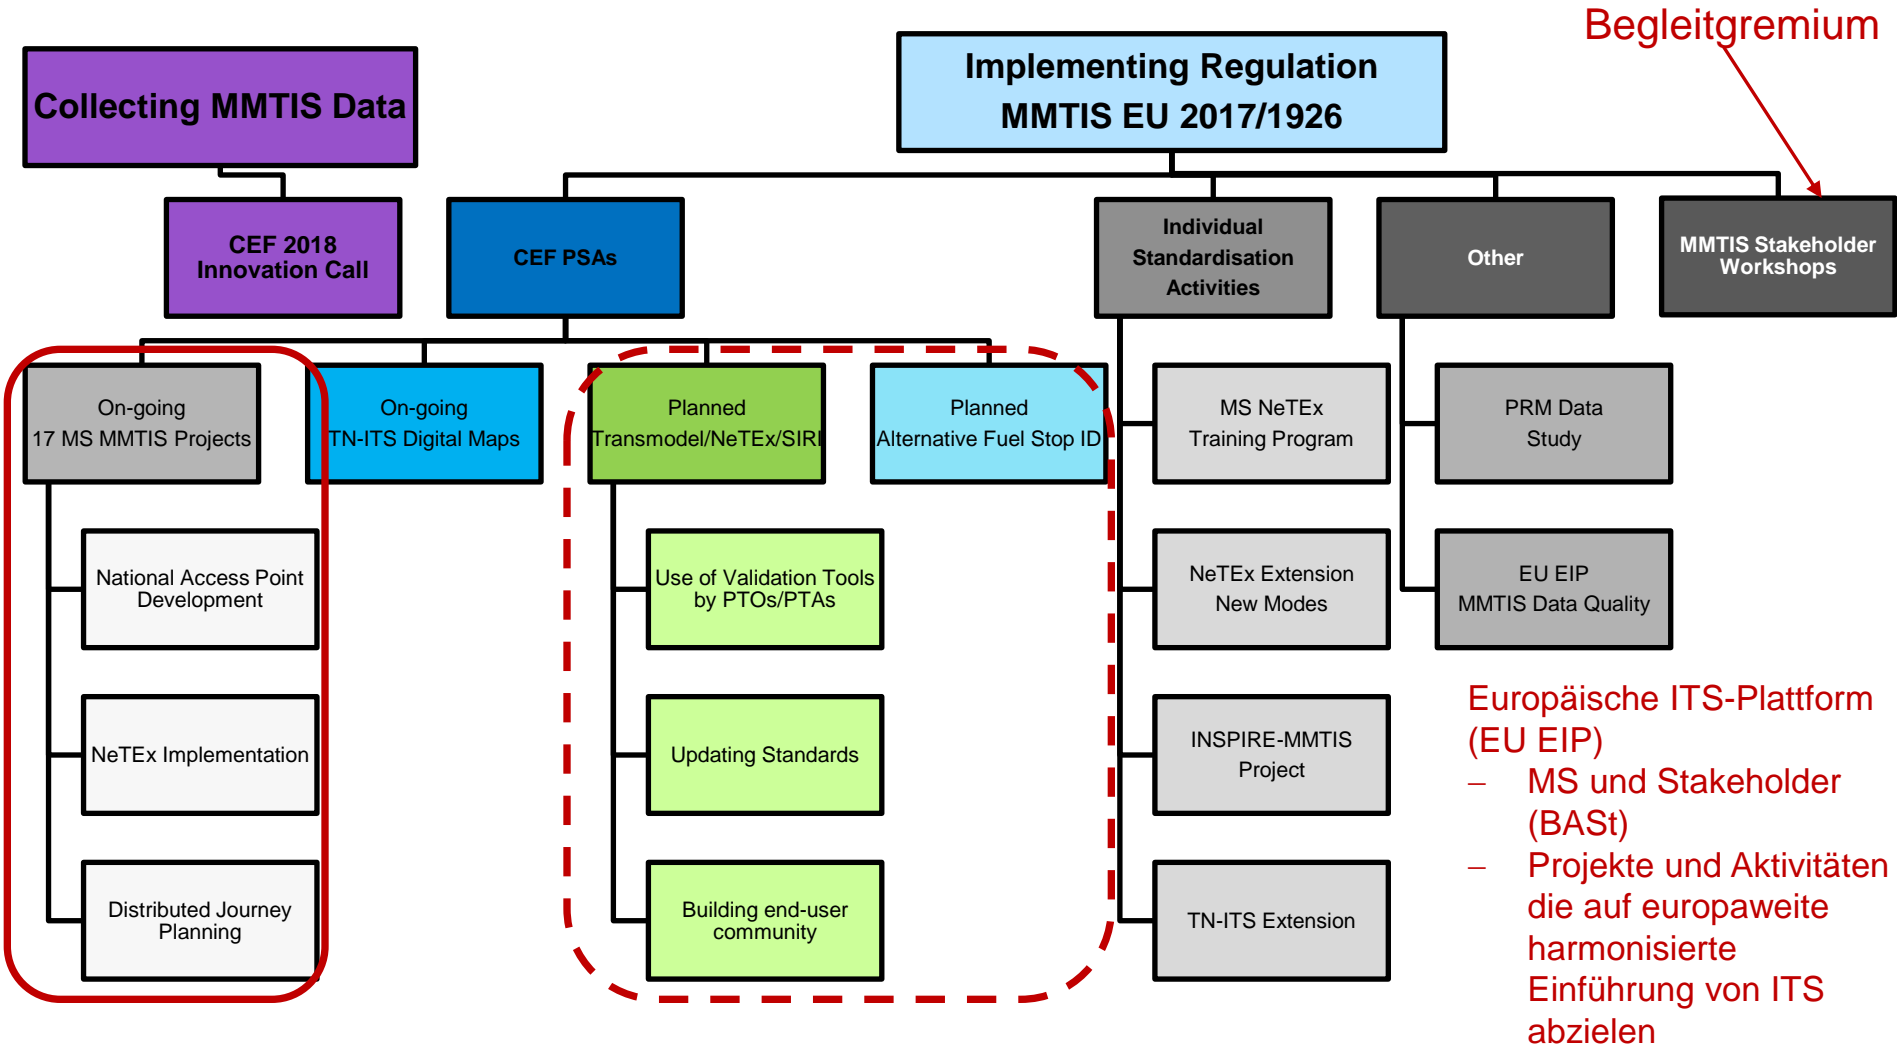 Begleitgremium
Collecting MMTIS Data
Implementing Regulation
MMTIS EU 2017/1926
CEF 2018
Innovation Call
CEF PSAs
Individual
Standardisation
Activities
Other
MMTIS Stakeholder
Workshops
On-going
17 MS MMTIS Projects
On-going
TN-ITS Digital Maps
Planned
Transmodel/NeTEx/SIRI
Planned
Alternative Fuel Stop ID
MS NeTEx
Training Program
PRM Data
Study
National Access Point
Development
Use of Validation Tools
by PTOs/PTAs
NeTEx Extension
New Modes
EU EIP
MMTIS Data Quality
NeTEx Implementation
Updating Standards
INSPIRE-MMTIS
Project
Distributed Journey
Planning
Building end-user
community
TN-ITS Extension
Europäische ITS-Plattform
(EU EIP)
– MS und Stakeholder
(BASt)
– Projekte und Aktivitäten
die auf europaweite
harmonisierte
Einführung von ITS
abzielen